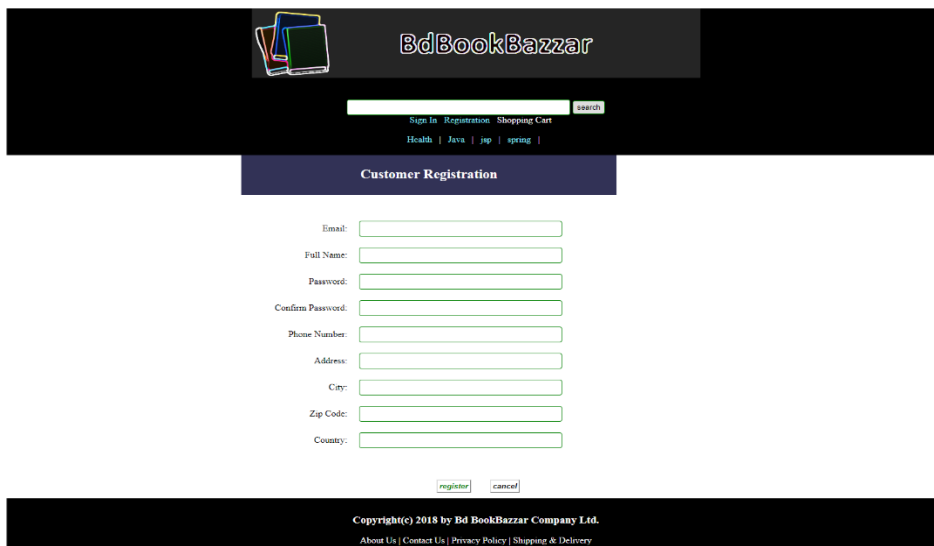 BdBookBazzar
search
Sign In Registration Shopping Cart
Health | Java | jsp | spring |
Customer Registration
Email:
Full Name:
Password:
Confirm Password:
Phone Number:
Address:
City:
Zip Code:
Country:
register cancel
Copyright(c) 2018 by Bd BookBazzar Company Ltd.
About Us | Contact Us | Privacy Policy | Shipping & Delivery